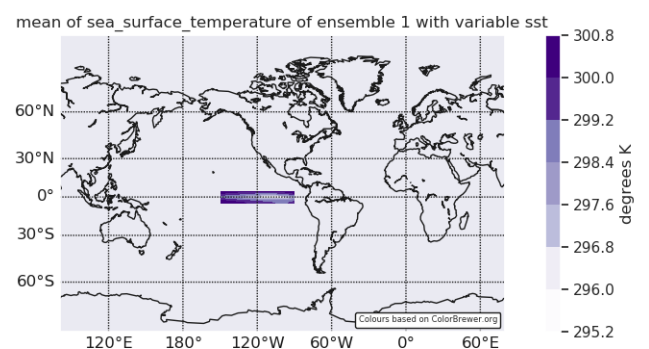 mean of sea_surface_temperature of ensemble 1 with variable sst
300.8
300.0
299.2
298.4
297.6
296.8
296.0
295.2
degrees K
60°N
30°N
0°
30°S
60°S
Colours based on ColorBrewer.org
120°E
180°
120°W
60°W
0°
60°E